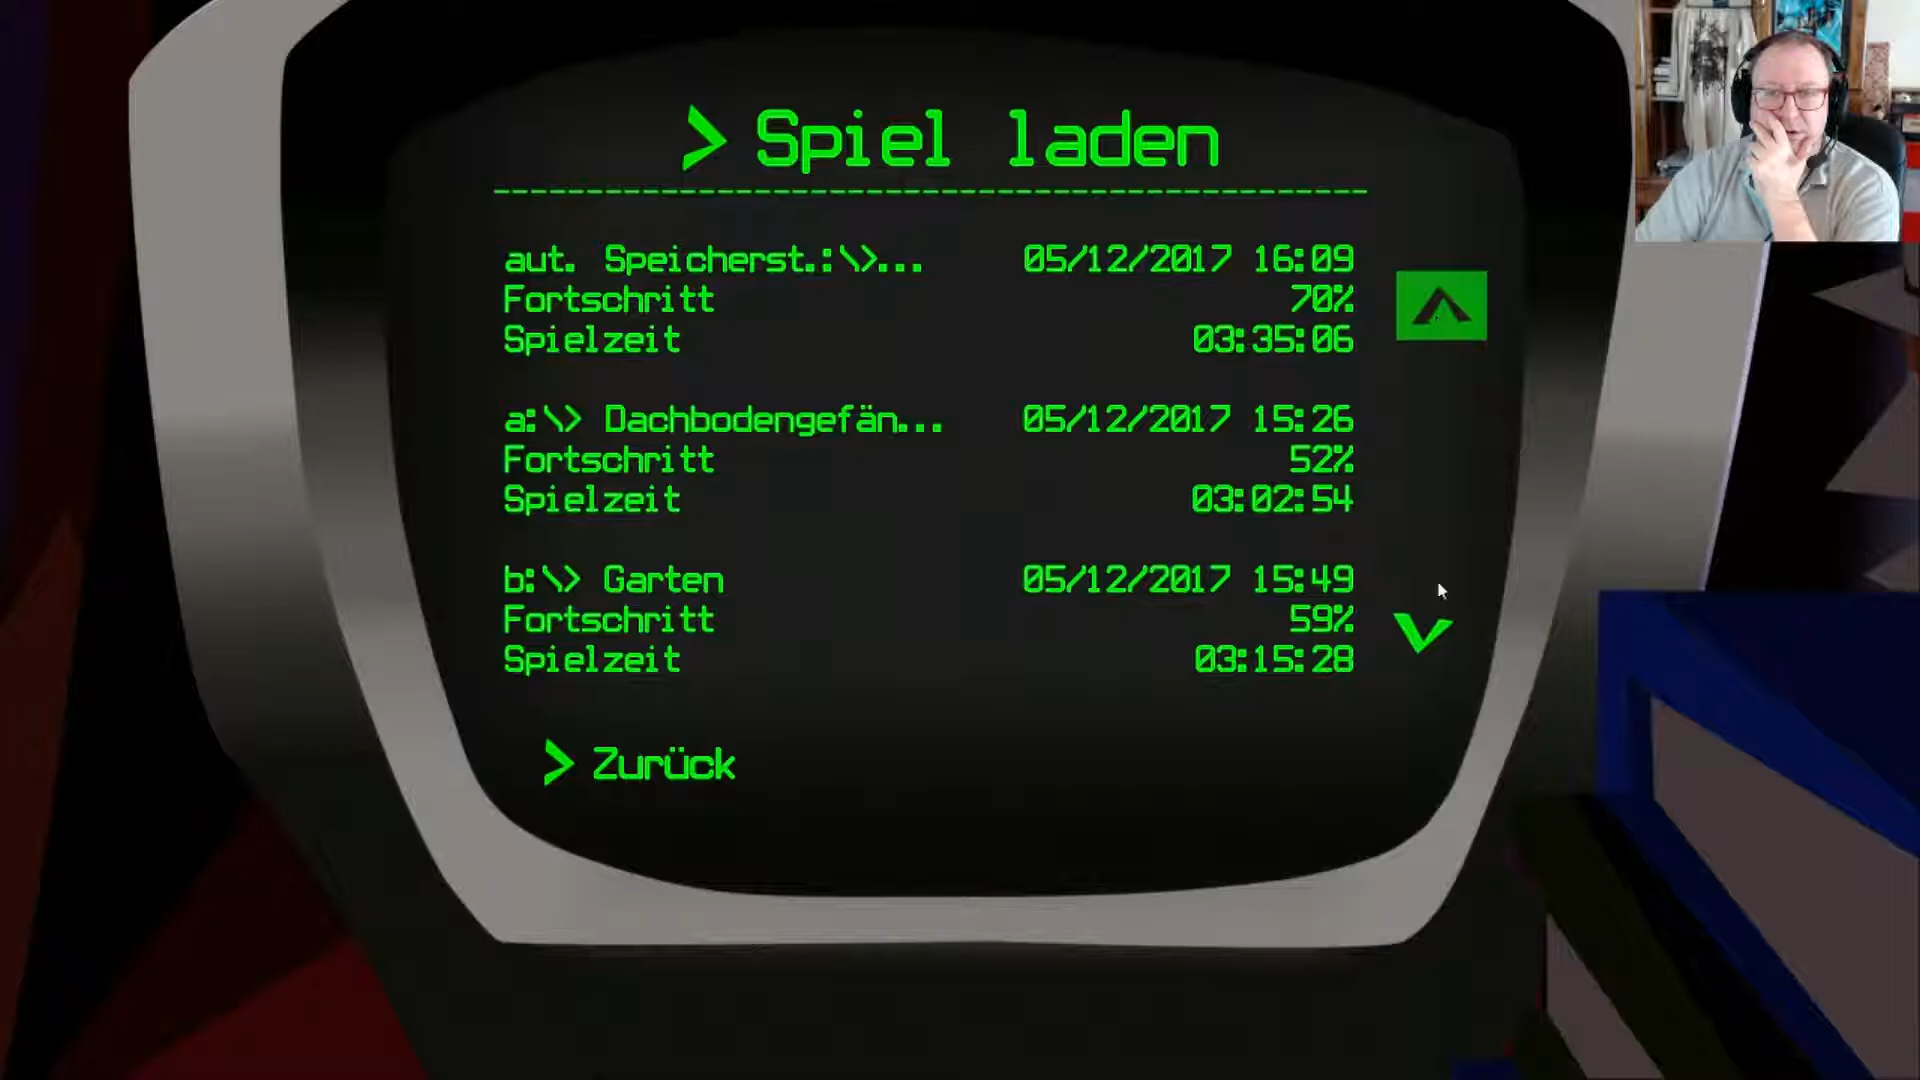 > Spiel laden
aut. Speicherst.:\>... 05/12/2017 16:09
Fortschritt 70%
Spielzeit 03:35:06
a:\> Dachbodengefän... 05/12/2017 15:26
Fortschritt 52%
Spielzeit 03:02:54
b:\> Garten 05/12/2017 15:49
Fortschritt 59%
Spielzeit 03:15:28
> Zurück